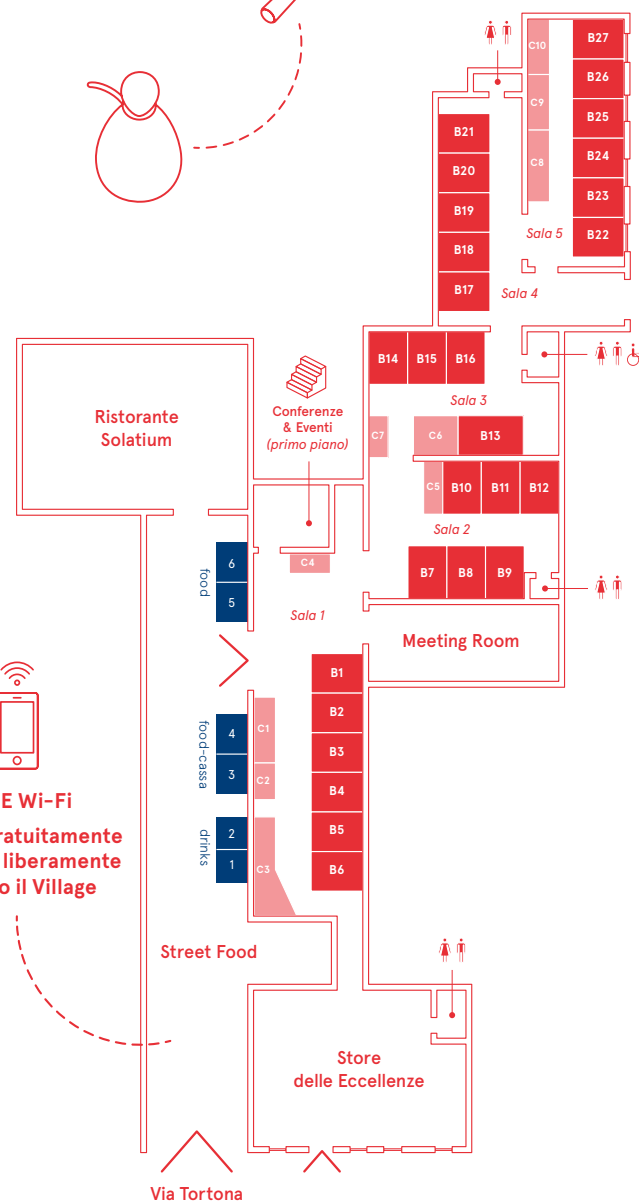 C10
B27
B26
C9
B25
B21
B24
C8
B20
B23
B19
Sala 5
B22
B18
B17
Sala 4
B14
B15
B16
Sala 3
Conferenze
& Eventi
(primo piano)
Ristorante
Solatium
C7
C6
B13
C5
B10
B11
B12
Sala 2
C4
6
food
5
B7
B8
B9
Sala 1
Meeting Room
B1
B2
C1
4
food-cassa
3
B3
C2
B4
E Wi-Fi
ratuitamente
liberamente
o il Village
2
drinks
1
B5
C3
B6
Street Food
Store
delle Eccellenze
Via Tortona